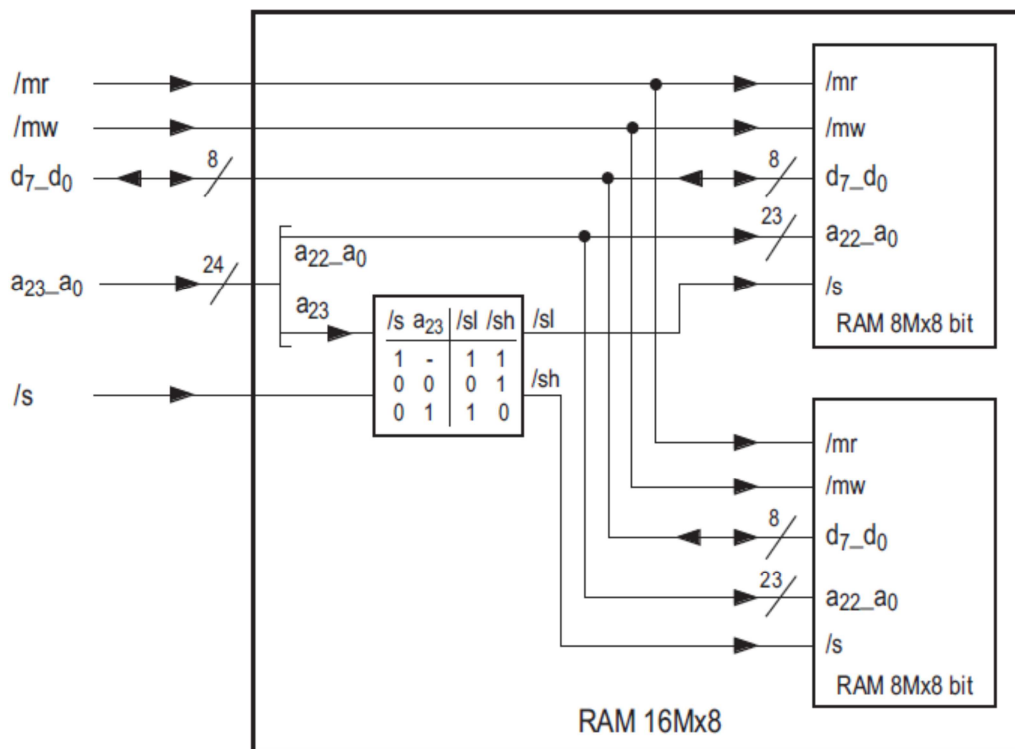 /mr
/mw
d7_d0
8
a23_a0
24
/s
a22_a0
a23
/s a23 /sl /sh
1 - 1 1
0 0 0 1
0 1 1 0
/sl
/sh
/mr
/mw
8
d7_d0
23
a22_a0
/s
RAM 8Mx8 bit
/mr
/mw
8
d7_d0
23
a22_a0
/s
RAM 8Mx8 bit
RAM 16Mx8